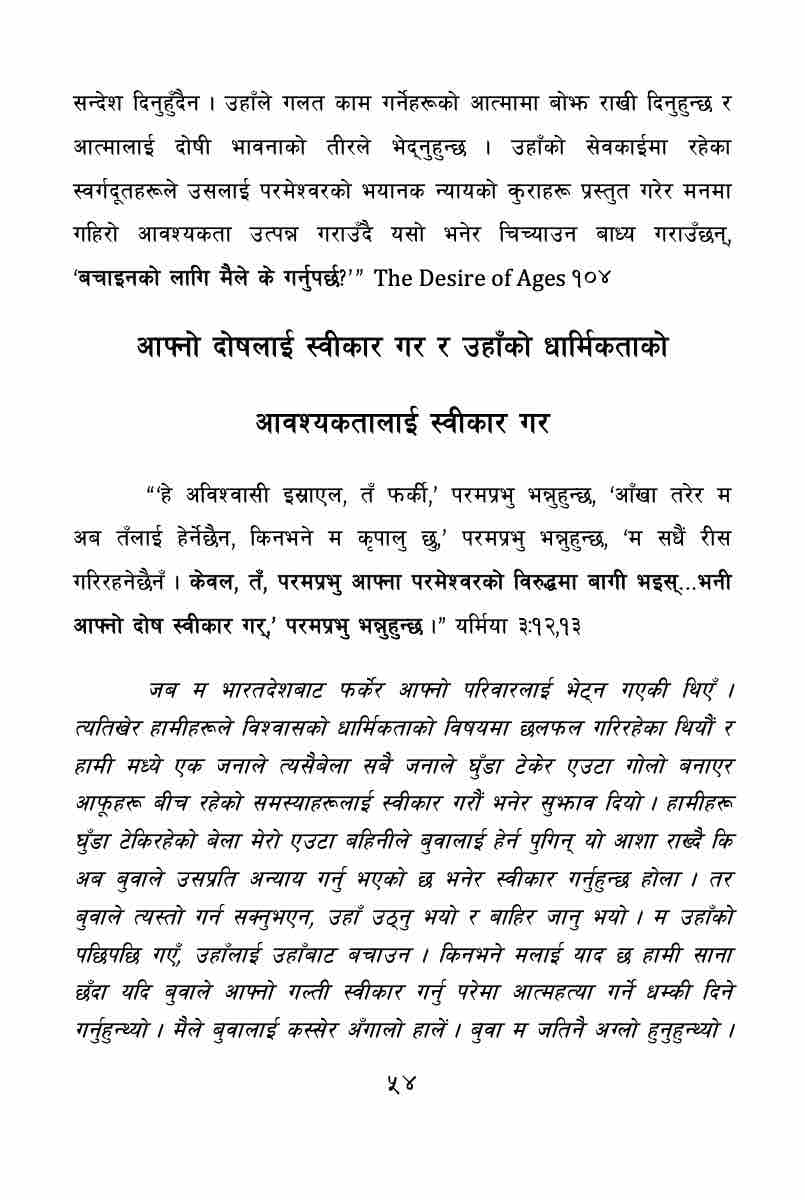 सन्देश दिनुहुँदैन । उहाँले गलत काम गर्नेहरूको आत्मामा बोझ राखी दिनुहुन्छ र
आत्मालाई दोषी भावनाको तीरले भेद्नुहुन्छ । उहाँको सेवकाईमा रहेका
स्वर्गदूतहरूले उसलाई परमेश्वरको भयानक न्यायको कुराहरू प्रस्तुत गरेर मनमा
गहिरो आवश्यकता उत्पन्न गराउँदै यसो भनेर चिच्याउन बाध्य गराउँछन्,
‘बचाइनको लागि मैले के गर्नुपर्छ?’” The Desire of Ages १०४
आफ्नो दोषलाई स्वीकार गर र उहाँको धार्मिकताको
आवश्यकतालाई स्वीकार गर
“‘हे अविश्वासी इस्राएल, तँ फर्की,’ परमप्रभु भन्नुहुन्छ, ‘आँखा तरेर म
अब तँलाई हेर्नेछैन, किनभने म कृपालु छु,’ परमप्रभु भन्नुहुन्छ, ‘म सधैं रीस
गरिरहनेछैनँ । केवल, तँ, परमप्रभु आफ्ना परमेश्वरको विरुद्धमा बागी भइस्...भनी
आफ्नो दोष स्वीकार गर्,’ परमप्रभु भन्नुहुन्छ ।” यर्मिया ३:१२,१३
जब म भारतदेशबाट फर्केर आफ्नो परिवारलाई भेट्न गएकी थिएँ ।
त्यतिखेर हामीहरूले विश्वासको धार्मिकताको विषयमा छलफल गरिरहेका थियौं र
हामी मध्ये एक जनाले त्यसैबेला सबै जनाले घुँडा टेकेर एउटा गोलो बनाएर
आफूहरू बीच रहेको समस्याहरूलाई स्वीकार गरौं भनेर सुझाव दियो । हामीहरू
घुँडा टेकिरहेको बेला मेरो एउटा बहिनीले बुवालाई हेर्न पुगिन् यो आशा राख्दै कि
अब बुवाले उसप्रति अन्याय गर्नु भएको छ भनेर स्वीकार गर्नुहुन्छ होला । तर
बुवाले त्यस्तो गर्न सक्नुभएन, उहाँ उठ्नु भयो र बाहिर जानु भयो । म उहाँको
पछिपछि गएँ, उहाँलाई उहाँबाट बचाउन । किनभने मलाई याद छ हामी साना
छँदा यदि बुवाले आफ्नो गल्ती स्वीकार गर्नु परेमा आत्महत्या गर्ने धम्की दिने
गर्नुहुन्थ्यो । मैले बुवालाई कस्सेर अँगालो हालें । बुवा म जतिनै अग्लो हुनुहुन्थ्यो ।
५४